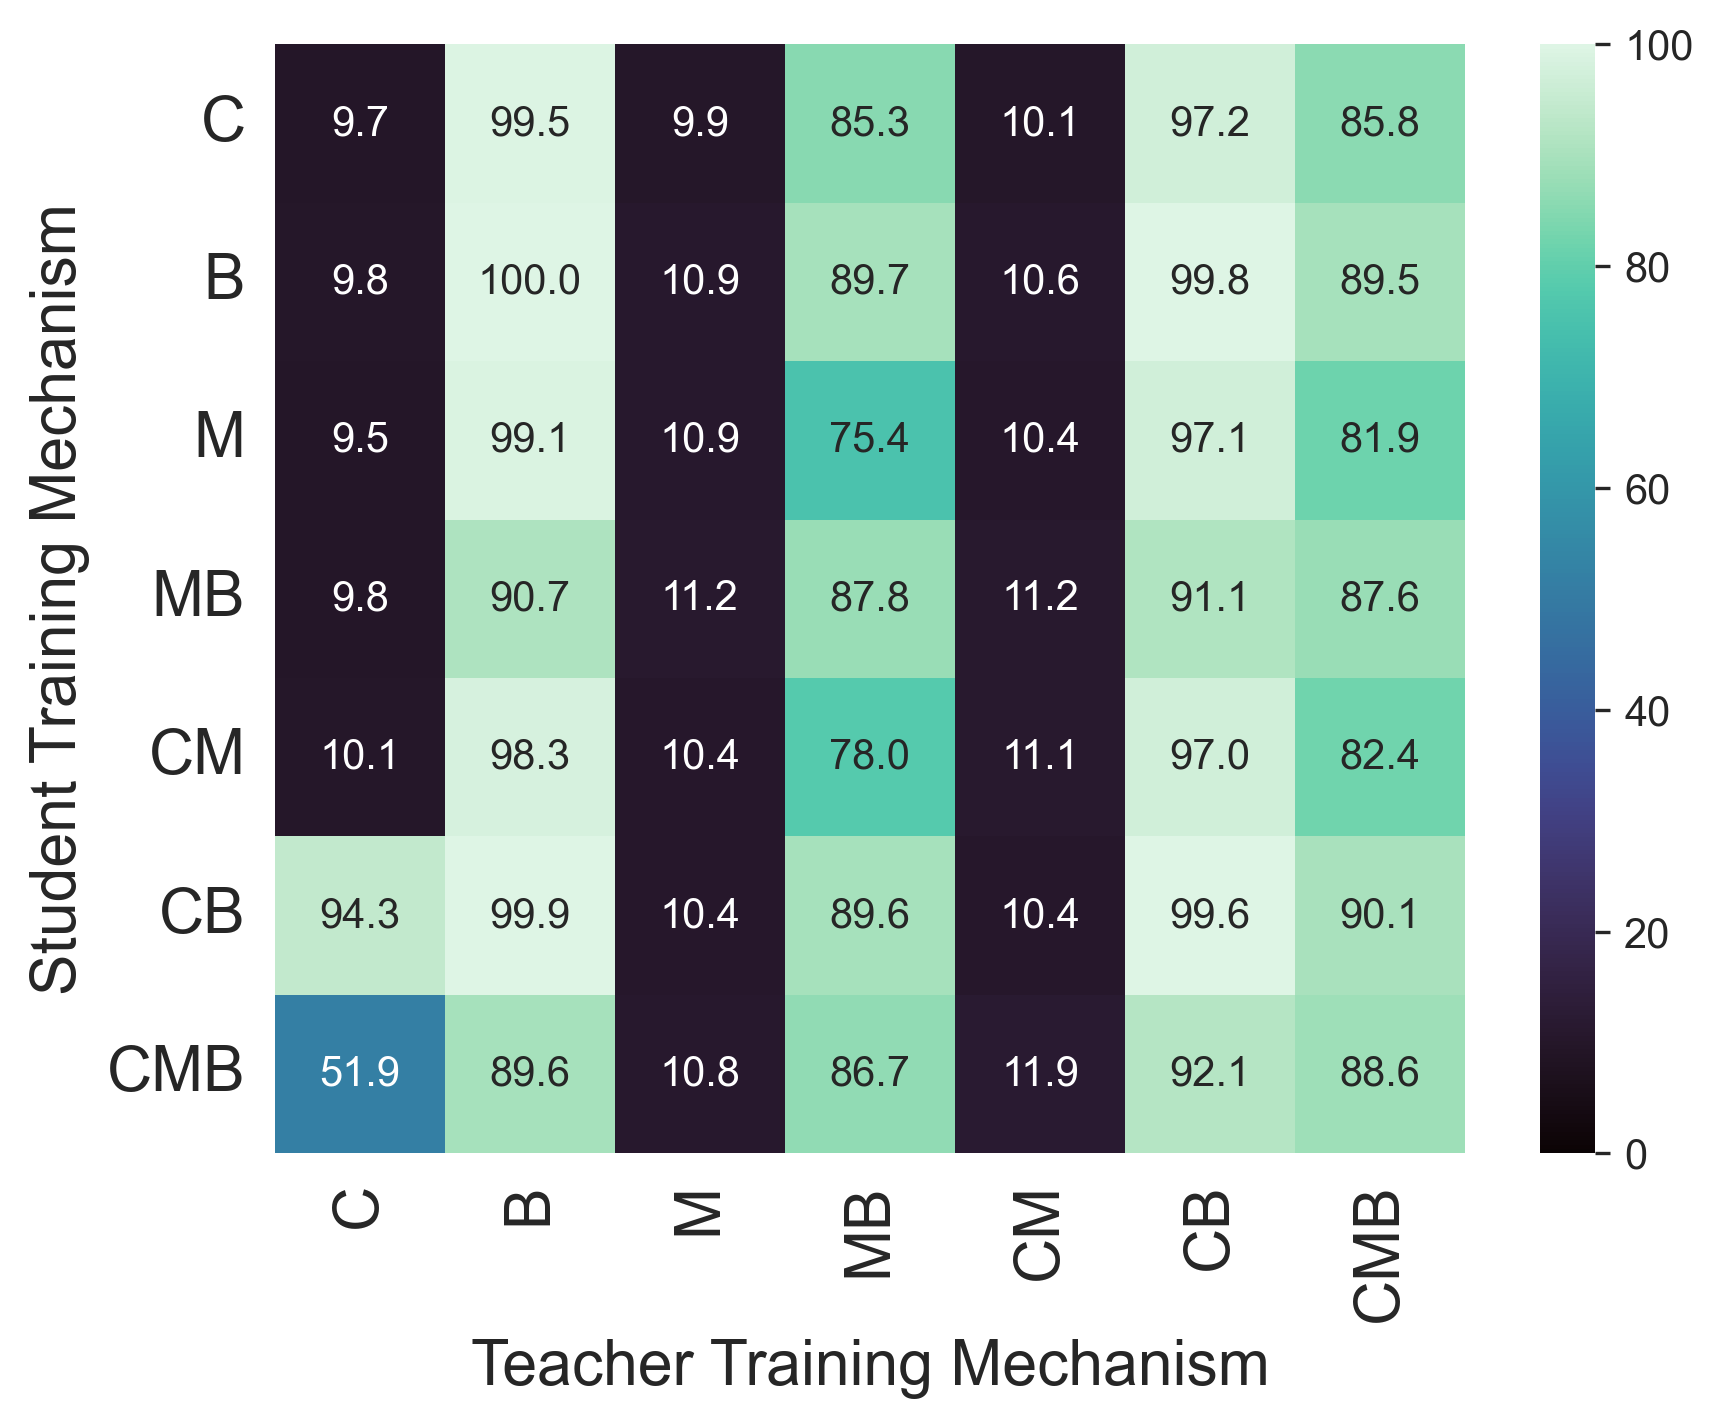 C 9.7 99.5 9.9 85.3 10.1 97.2 85.8
B 9.8 100.0 10.9 89.7 10.6 99.8 89.5
M 9.5 99.1 10.9 75.4 10.4 97.1 81.9
MB 9.8 90.7 11.2 87.8 11.2 91.1 87.6
CM 10.1 98.3 10.4 78.0 11.1 97.0 82.4
CB 94.3 99.9 10.4 89.6 10.4 99.6 90.1
CMB 51.9 89.6 10.8 86.7 11.9 92.1 88.6
C B M MB CM CB CMB
Teacher Training Mechanism
Student Training Mechanism
100
80
60
40
20
0